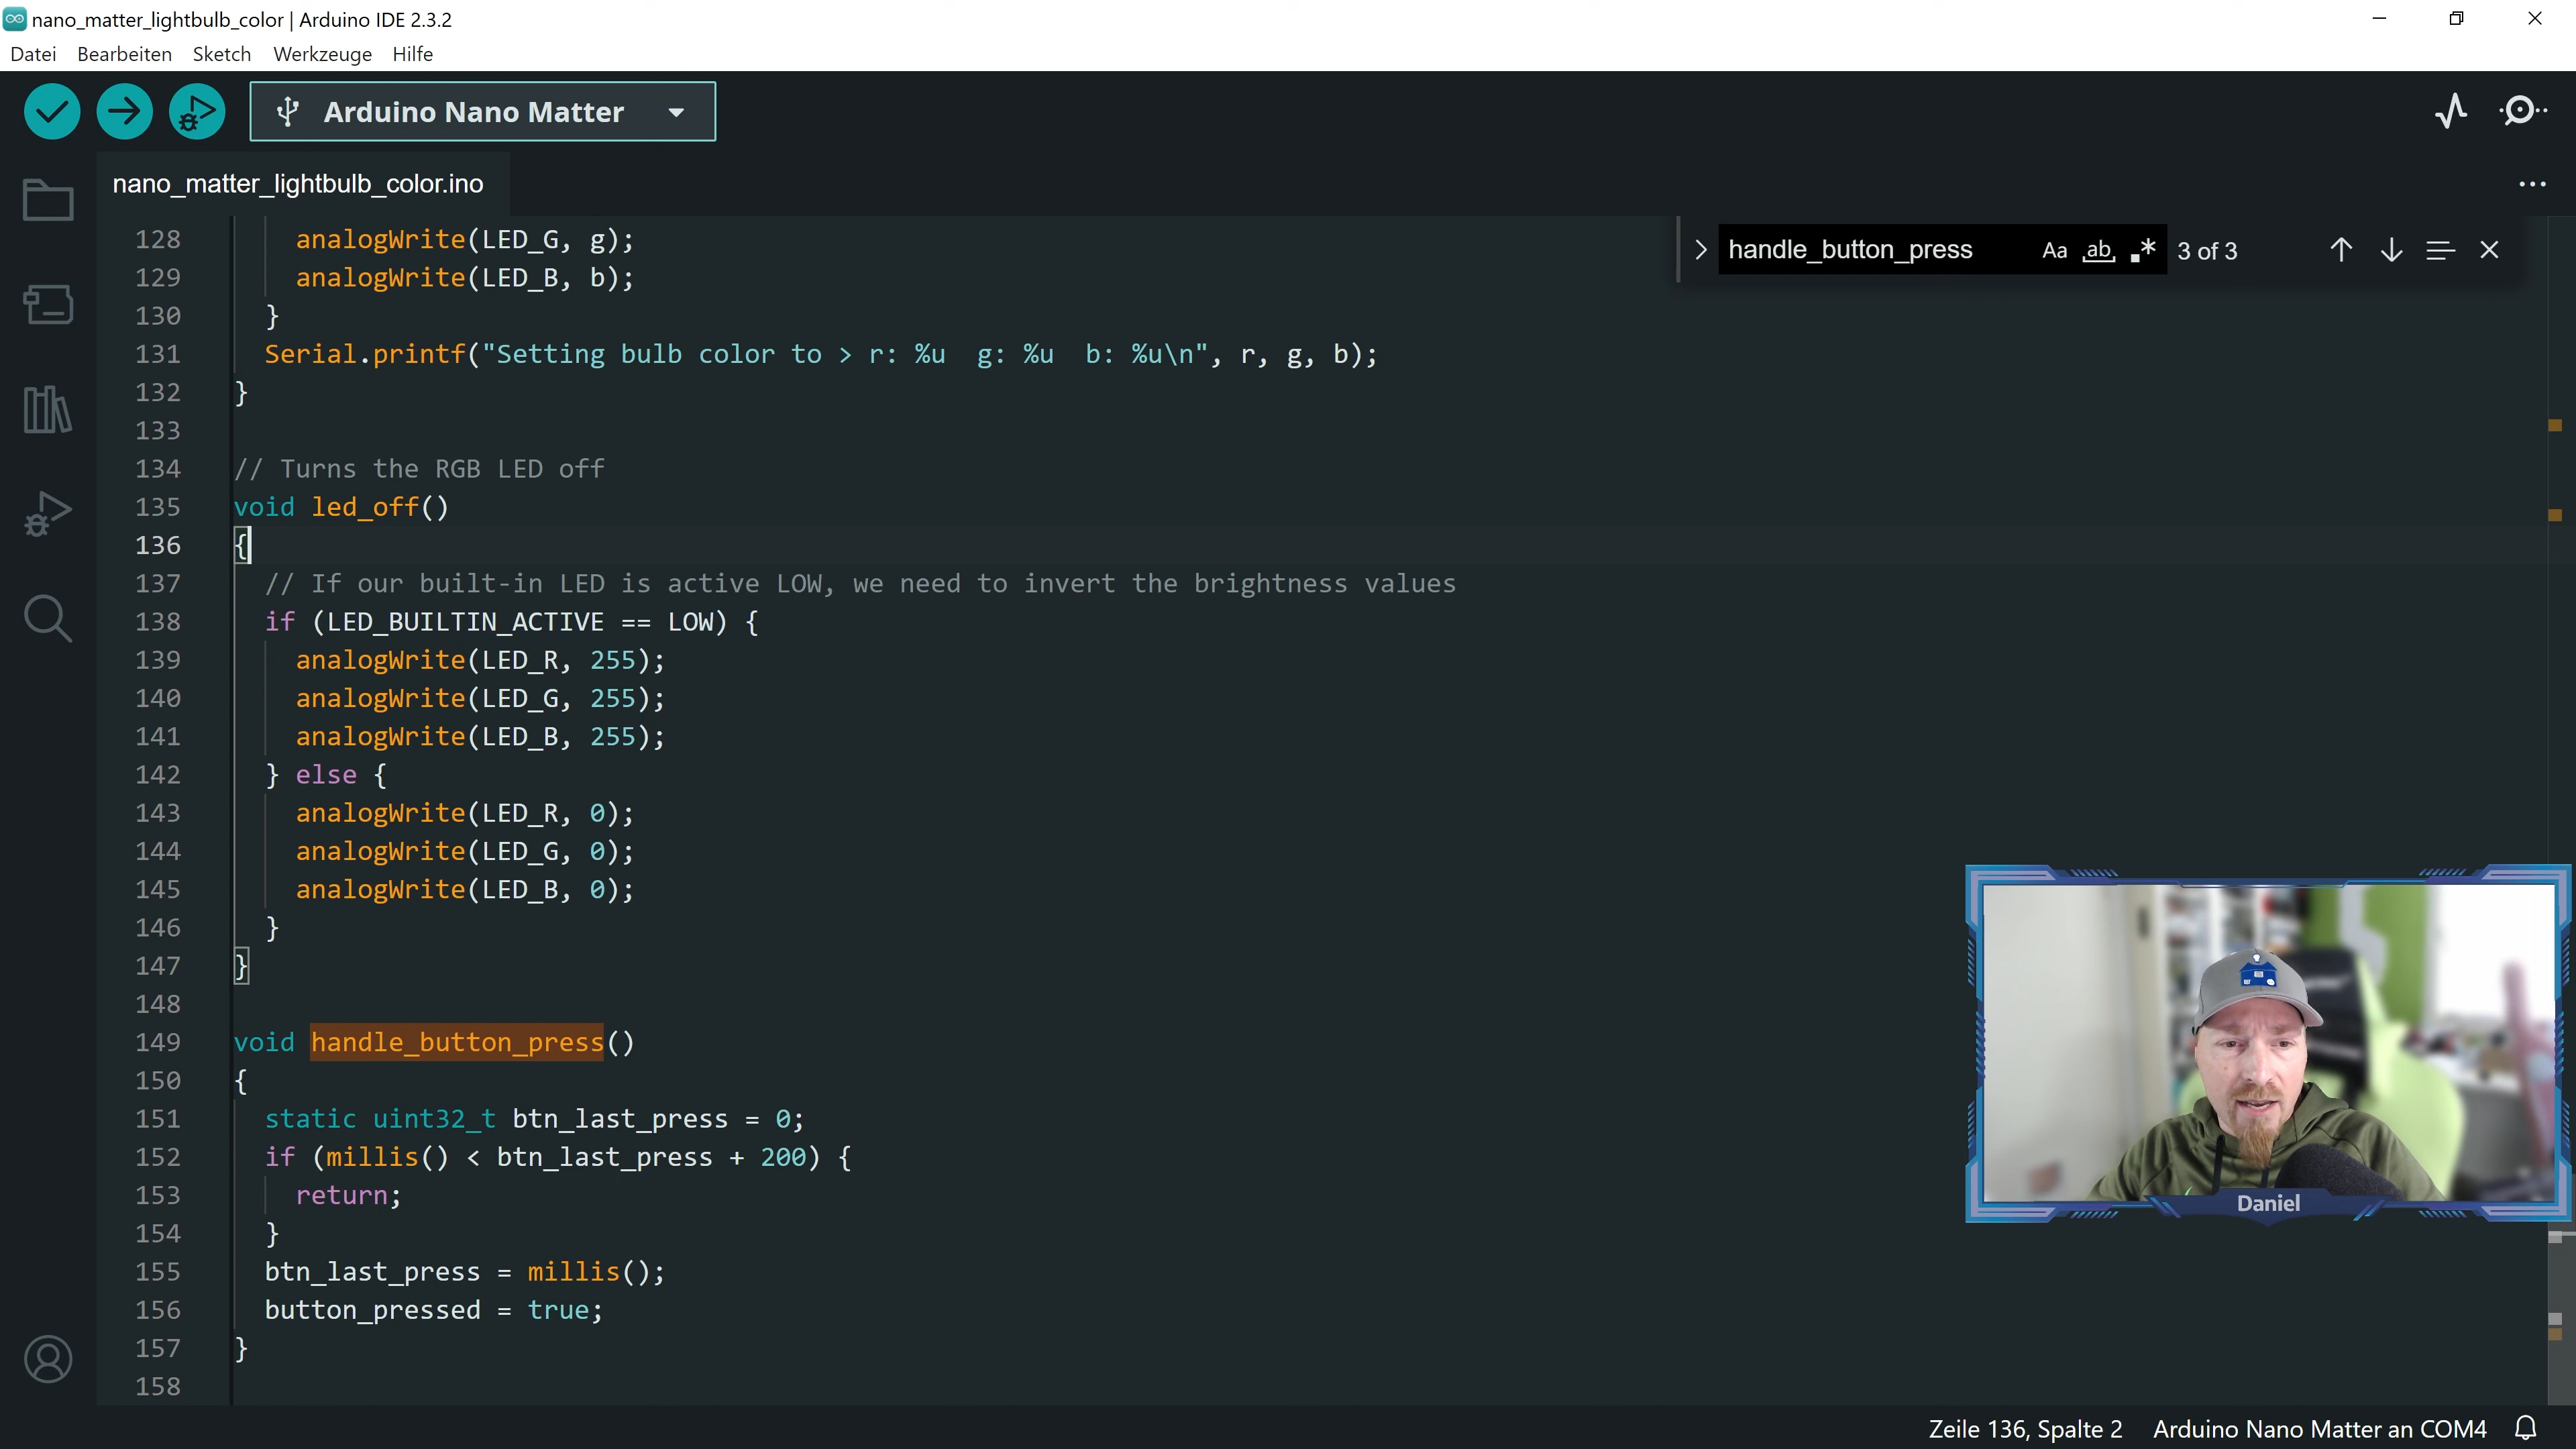 nano_matter_lightbulb_color | Arduino IDE 2.3.2
Datei Bearbeiten Sketch Werkzeuge Hilfe
Arduino Nano Matter
nano_matter_lightbulb_color.ino
handle_button_press Aa ab 3 of 3
128 analogWrite(LED_G, g);
129 analogWrite(LED_B, b);
130 }
131 Serial.printf("Setting bulb color to > r: %u  g: %u  b: %u\n", r, g, b);
132 }
133
134 // Turns the RGB LED off
135 void led_off()
136 {
137 // If our built-in LED is active LOW, we need to invert the brightness values
138 if (LED_BUILTIN_ACTIVE == LOW) {
139 analogWrite(LED_R, 255);
140 analogWrite(LED_G, 255);
141 analogWrite(LED_B, 255);
142 } else {
143 analogWrite(LED_R, 0);
144 analogWrite(LED_G, 0);
145 analogWrite(LED_B, 0);
146 }
147 }
148
149 void handle_button_press()
150 {
151 static uint32_t btn_last_press = 0;
152 if (millis() < btn_last_press + 200) {
153 return;
154 }
155 btn_last_press = millis();
156 button_pressed = true;
157 }
158
Daniel
Zeile 136, Spalte 2 Arduino Nano Matter an COM4